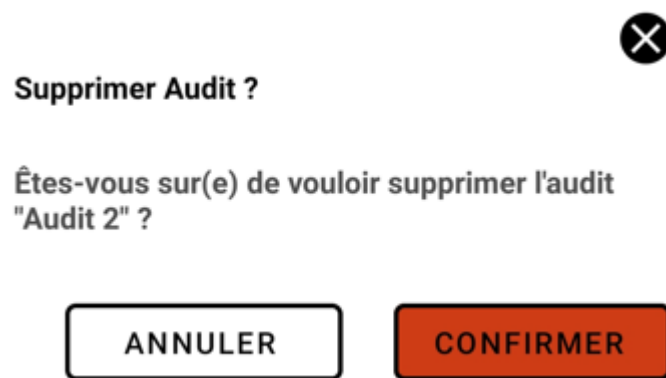 Supprimer Audit ?
Êtes-vous sur(e) de vouloir supprimer l'audit
"Audit 2" ?
ANNULER
CONFIRMER